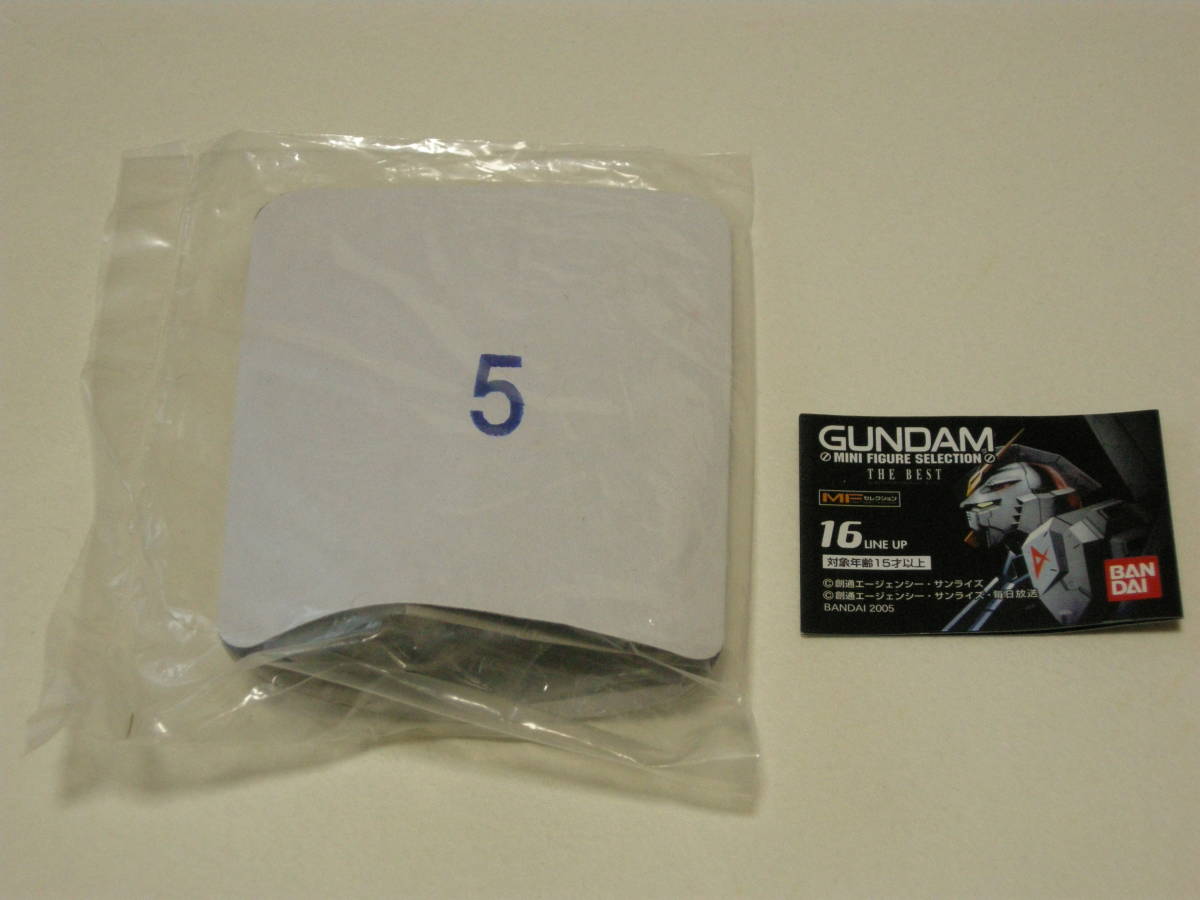 5
GUNDAM
MINI FIGURE SELECTION
THE BEST
MF セレクション
16 LINE UP
対象年齢15才以上
©創通エージェンシー・サンライズ
©創通エージェンシー・サンライズ・毎日放送
BANDAI 2005
BAN
DAI